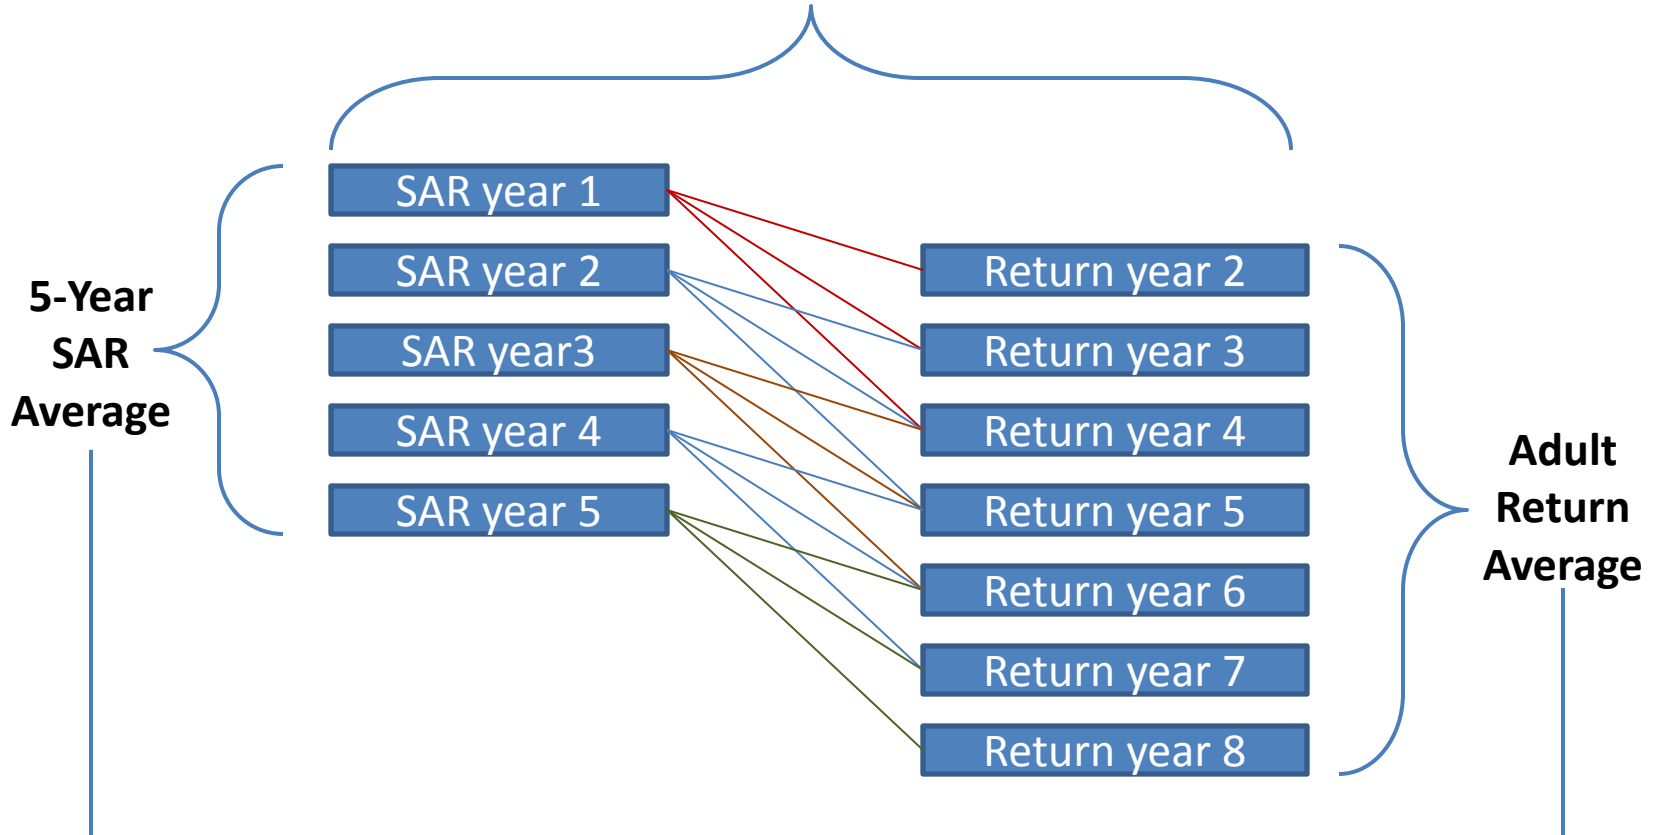 5-Year
SAR
Average
SAR year 1
SAR year 2
SAR year3
SAR year 4
SAR year 5
Return year 2
Return year 3
Return year 4
Return year 5
Return year 6
Return year 7
Return year 8
Adult
Return
Average